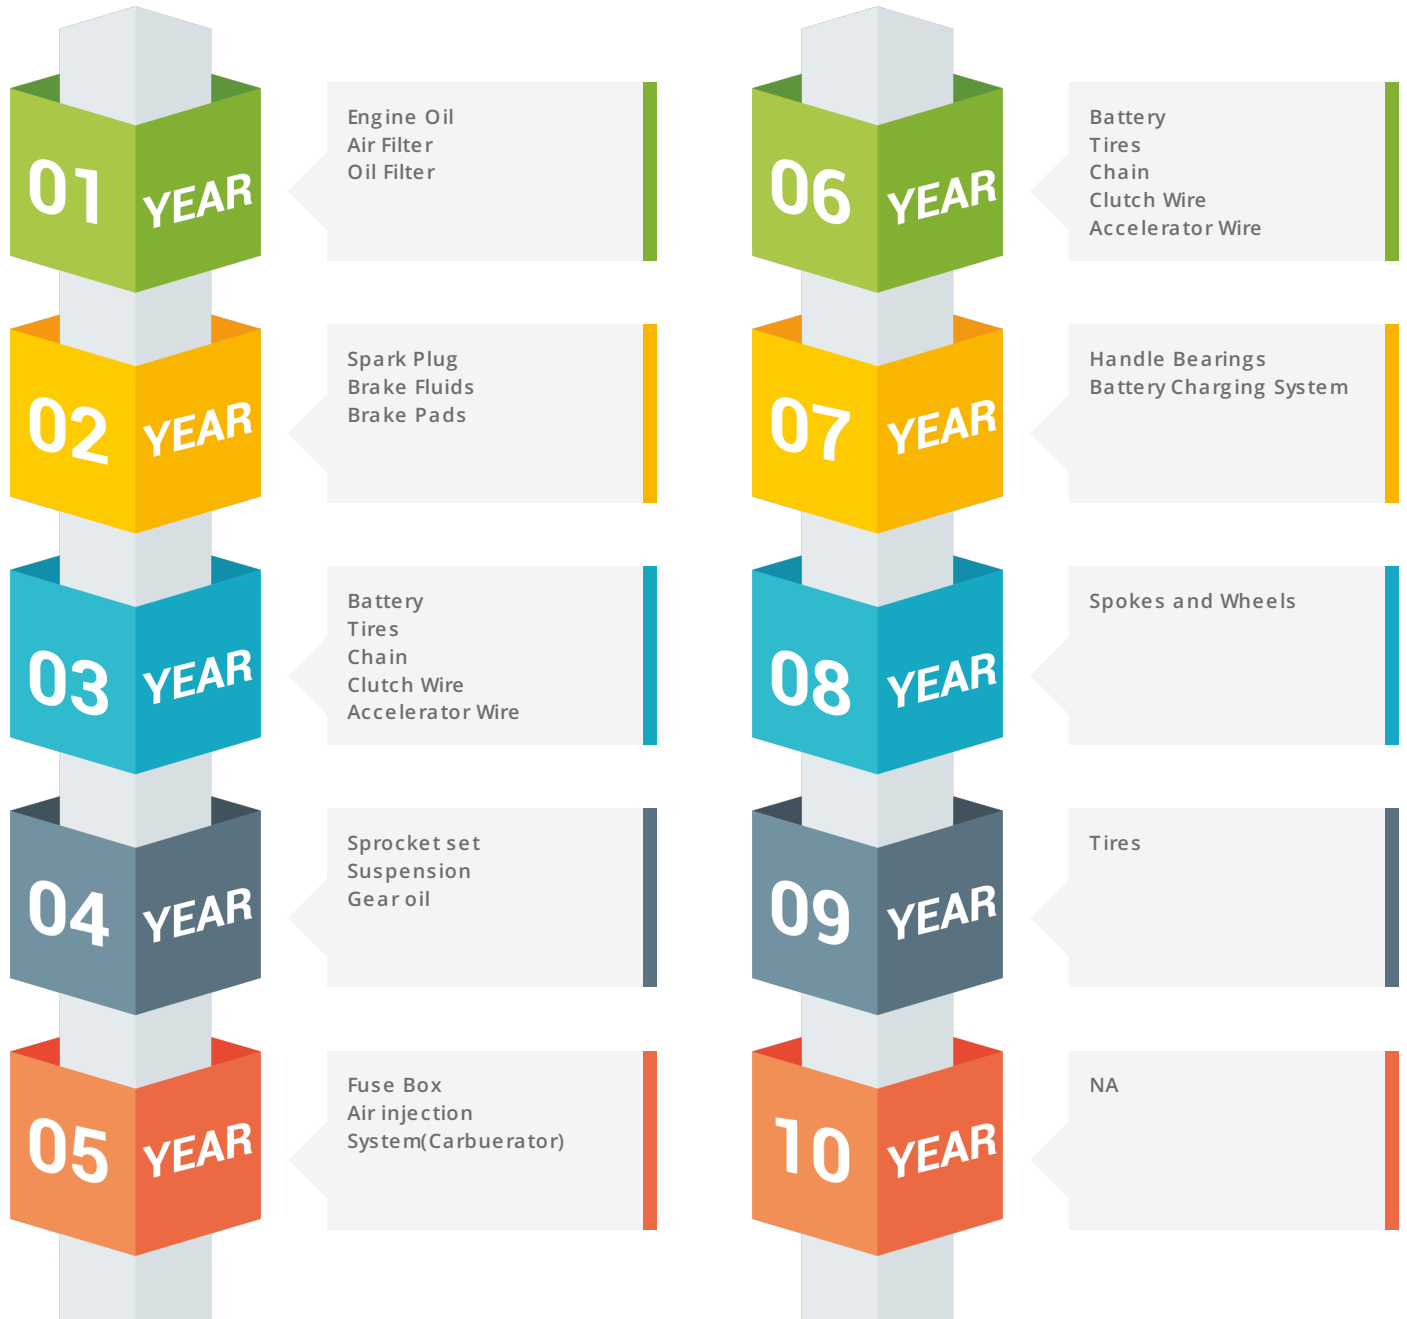 01 YEAR
Engine Oil
Air Filter
Oil Filter
02 YEAR
Spark Plug
Brake Fluids
Brake Pads
03 YEAR
Battery
Tires
Chain
Clutch Wire
Accelerator Wire
04 YEAR
Sprocket set
Suspension
Gear oil
05 YEAR
Fuse Box
Air injection
System(Carbuerator)
06 YEAR
Battery
Tires
Chain
Clutch Wire
Accelerator Wire
07 YEAR
Handle Bearings
Battery Charging System
08 YEAR
Spokes and Wheels
09 YEAR
Tires
10 YEAR
NA